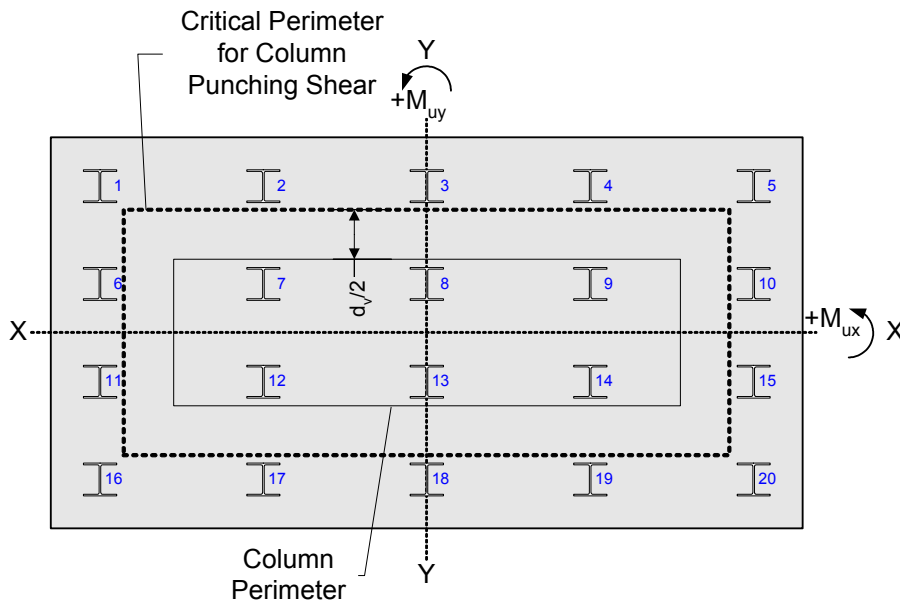 Critical Perimeter
for Column
Punching Shear
Y
+Muy
1 2 3 4 5
6 7 8 9 10
dv/2
X +Mux X
11 12 13 14 15
16 17 18 19 20
Column
Perimeter
Y